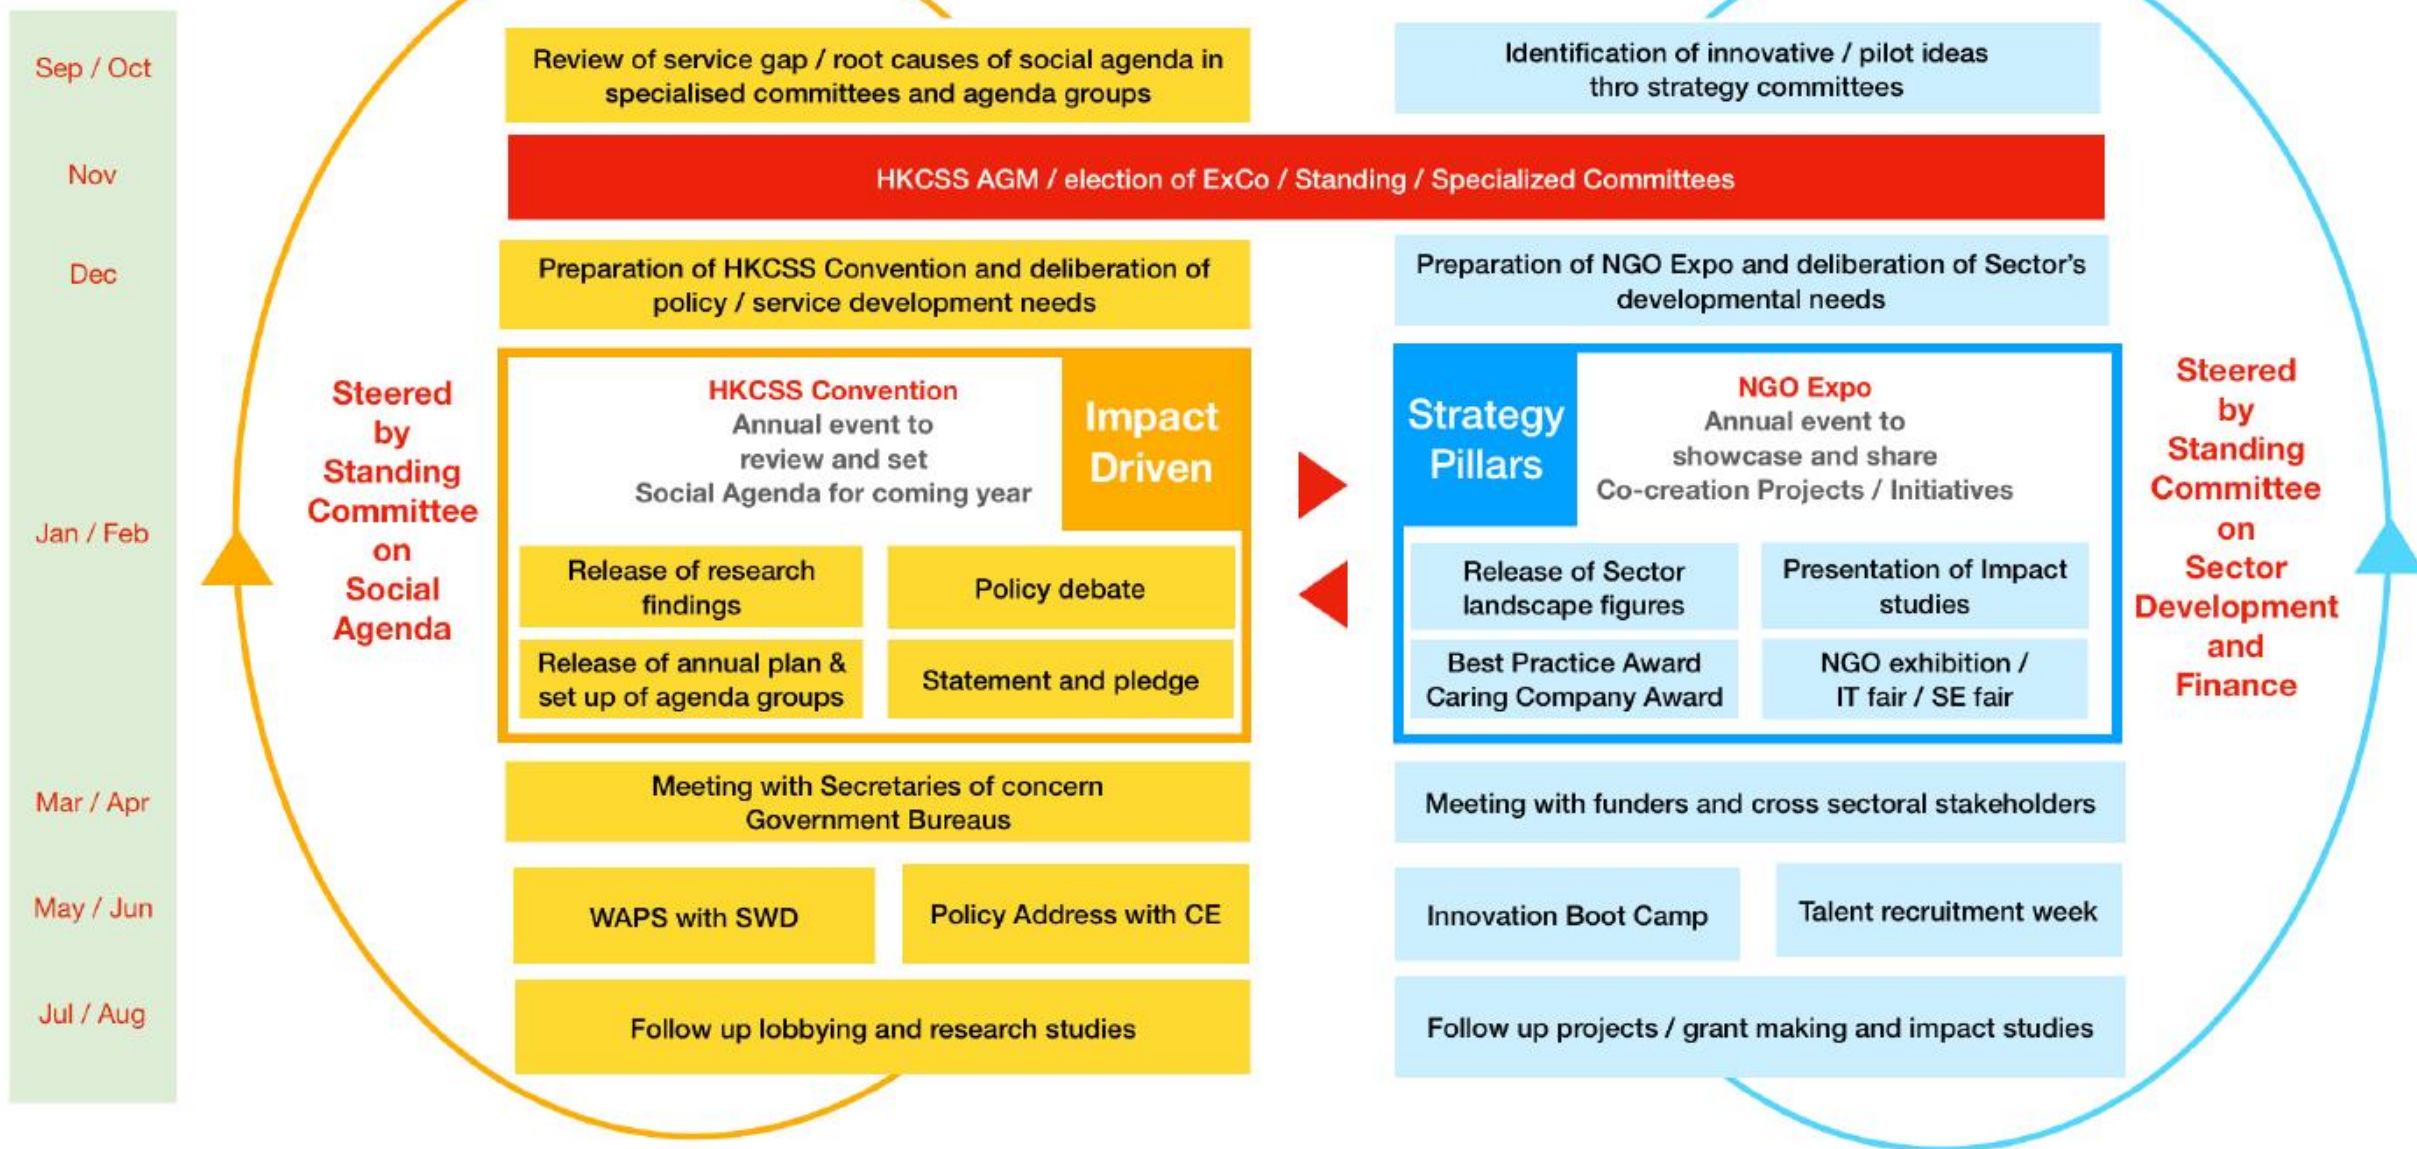 Sep / Oct
Review of service gap / root causes of social agenda in
specialised committees and agenda groups
Identification of innovative / pilot ideas
thro strategy committees
Nov
HKCSS AGM / election of ExCo / Standing / Specialized Committees
Dec
Preparation of HKCSS Convention and deliberation of
policy / service development needs
Preparation of NGO Expo and deliberation of Sector's
developmental needs
Jan / Feb
Steered
by
Standing
Committee
on
Social
Agenda
HKCSS Convention
Annual event to
review and set
Social Agenda for coming year
Impact
Driven
Release of research
findings
Policy debate
Release of annual plan &
set up of agenda groups
Statement and pledge
Strategy
Pillars
NGO Expo
Annual event to
showcase and share
Co-creation Projects / Initiatives
Release of Sector
landscape figures
Presentation of Impact
studies
Best Practice Award
Caring Company Award
NGO exhibition /
IT fair / SE fair
Steered
by
Standing
Committee
on
Sector
Development
and
Finance
Mar / Apr
Meeting with Secretaries of concern
Government Bureaus
Meeting with funders and cross sectoral stakeholders
May / Jun
WAPS with SWD
Policy Address with CE
Innovation Boot Camp
Talent recruitment week
Jul / Aug
Follow up lobbying and research studies
Follow up projects / grant making and impact studies